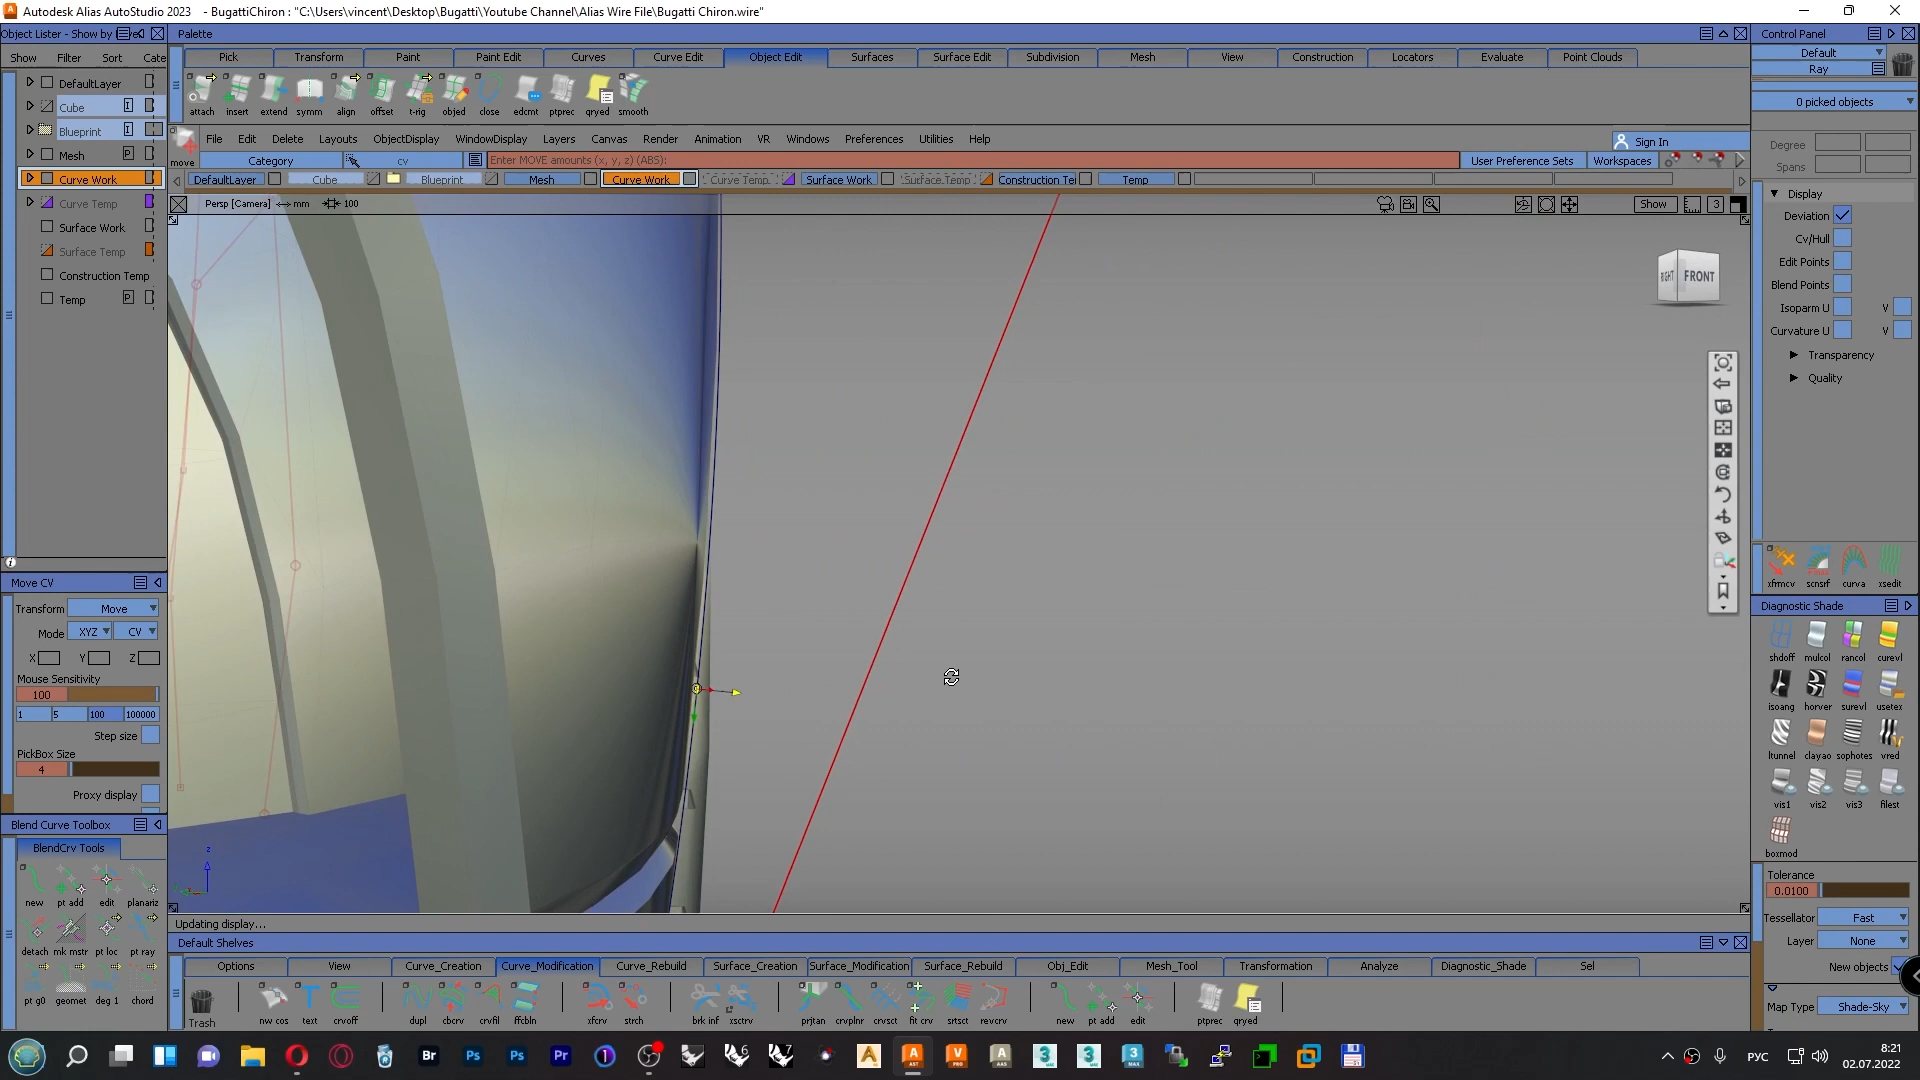 Autodesk Alias AutoStudio 2023 - BugattiChiron : "C:\Users\vincent\Desktop\Bugatti\Youtube Channel\Alias Wire File\Bugatti Chiron.wire"
Object Lister - Show by
Palette
Control Panel
Show Filter Sort Cate
Pick Transform Paint Paint Edit Curves Curve Edit Object Edit Surfaces Surface Edit Subdivision Mesh View Construction Locators Evaluate Point Clouds
Default
Ray
DefaultLayer
Cube
Blueprint
Mesh P
Curve Work
Curve Temp
Surface Work
Surface Temp
Construction Temp
Temp P
attach insert extend symm align offset t-rig objed close edcmt ptprec qryed smooth
0 picked objects
move
File Edit Delete Layouts ObjectDisplay WindowDisplay Layers Canvas Render Animation VR Windows Preferences Utilities Help
Sign In
Category cv Enter MOVE amounts (x, y, z) (ABS): User Preference Sets Workspaces
DefaultLayer Cube Blueprint Mesh Curve Work Curve Temp Surface Work Surface Temp Construction Te Temp
Persp [Camera] mm 100
Show 3
RIGHT FRONT
Degree
Spans
Display
Deviation
Cv/Hull
Edit Points
Blend Points
Isoparm U V
Curvature U V
Transparency
Quality
xfrmcv scnsrf curva xsedit
Move CV
Transform Move
Mode XYZ CV
X Y Z
Mouse Sensitivity
100
1 5 100 100000
Step size
PickBox Size
4
Proxy display
Diagnostic Shade
shdoff mulcol rancol curevl
isoang horver surevl usetex
ltunnel clayao sophotes vred
vis1 vis2 vis3 filest
boxmod
Blend Curve Toolbox
BlendCrv Tools
new pt add edit planariz
detach mk mstr pt loc pt ray
pt g0 geomet deg 1 chord
z
Tolerance
0.0100
Tessellator Fast
Layer None
New objects
Map Type Shade-Sky
Updating display...
Default Shelves
Options View Curve_Creation Curve_Modification Curve_Rebuild Surface_Creation Surface_Modification Surface_Rebuild Obj_Edit Mesh_Tool Transformation Analyze Diagnostic_Shade Sel
Trash nw cos text crvoff dupl cbcrv crvfil ffcbln xfcrv strch brk inf xsctrv prjtan crvplnr crvsct fit crv srtsct revcrv new pt add edit ptprec qryed
Br Ps Ps Pr
РУС
8:21
02.07.2022